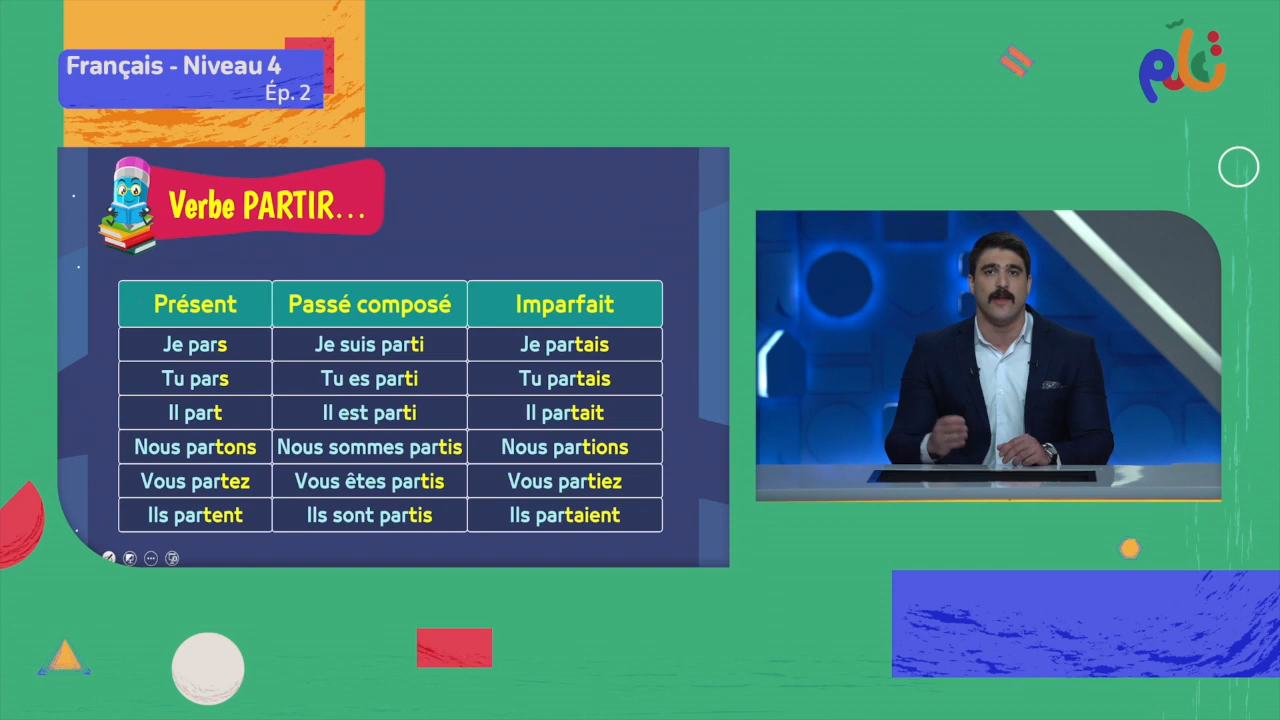 Français - Niveau 4
Ép. 2
تعلّم
Verbe PARTIR...
Présent Passé composé Imparfait
Je pars Je suis parti Je partais
Tu pars Tu es parti Tu partais
Il part Il est parti Il partait
Nous partons Nous sommes partis Nous partions
Vous partez Vous êtes partis Vous partiez
Ils partent Ils sont partis Ils partaient